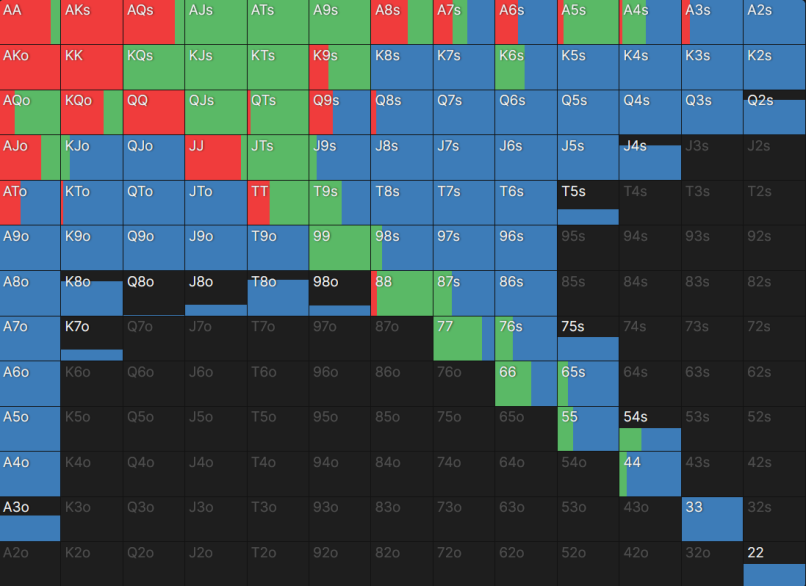 AA AKs AQs AJs ATs A9s A8s A7s A6s A5s A4s A3s A2s
AKo KK KQs KJs KTs K9s K8s K7s K6s K5s K4s K3s K2s
AQo KQo QQ QJs QTs Q9s Q8s Q7s Q6s Q5s Q4s Q3s Q2s
AJo KJo QJo JJ JTs J9s J8s J7s J6s J5s J4s J3s J2s
ATo KTo QTo JTo TT T9s T8s T7s T6s T5s T4s T3s T2s
A9o K9o Q9o J9o T9o 99 98s 97s 96s 95s 94s 93s 92s
A8o K8o Q8o J8o T8o 98o 88 87s 86s 85s 84s 83s 82s
A7o K7o Q7o J7o T7o 97o 87o 77 76s 75s 74s 73s 72s
A6o K6o Q6o J6o T6o 96o 86o 76o 66 65s 64s 63s 62s
A5o K5o Q5o J5o T5o 95o 85o 75o 65o 55 54s 53s 52s
A4o K4o Q4o J4o T4o 94o 84o 74o 64o 54o 44 43s 42s
A3o K3o Q3o J3o T3o 93o 83o 73o 63o 53o 43o 33 32s
A2o K2o Q2o J2o T2o 92o 82o 72o 62o 52o 42o 32o 22